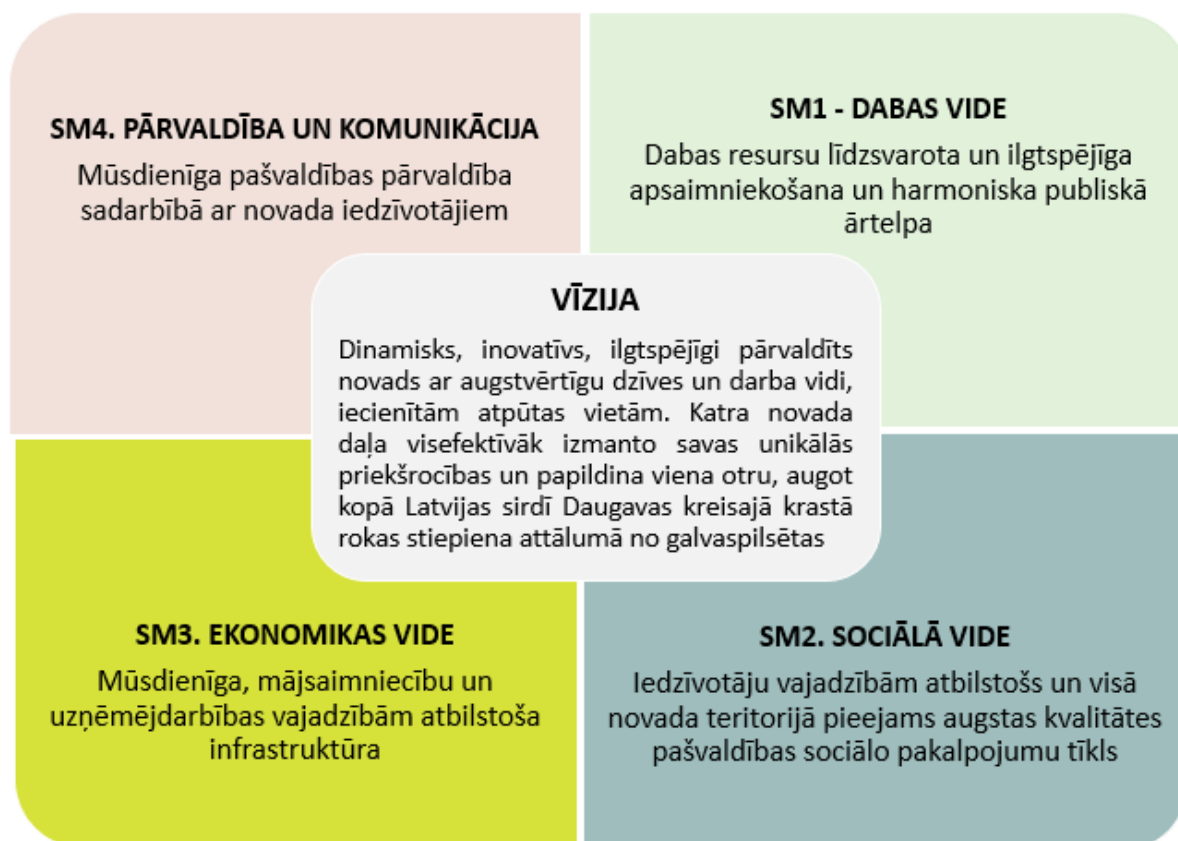 SM4. PĀRVALDĪBA UN KOMUNIKĀCIJA
Mūsdienīga pašvaldības pārvaldība
sadarbībā ar novada iedzīvotājiem
SM1 - DABAS VIDE
Dabas resursu līdzsvarota un ilgtspējīga
apsaimniekošana un harmoniska publiskā
ārtelpa
VĪZIJA
Dinamisks, inovatīvs, ilgtspējīgi pārvaldīts
novads ar augstvērtīgu dzīves un darba vidi,
iecienītām atpūtas vietām. Katra novada
daļa visefektīvāk izmanto savas unikālās
priekšrocības un papildina viena otru, augot
kopā Latvijas sirdī Daugavas kreisajā krastā
rokas stiepiena attālumā no galvaspilsētas
SM3. EKONOMIKAS VIDE
Mūsdienīga, mājsaimniecību un
uzņēmējdarbības vajadzībām atbilstoša
infrastruktūra
SM2. SOCIĀLĀ VIDE
Iedzīvotāju vajadzībām atbilstošs un visā
novada teritorijā pieejams augstas kvalitātes
pašvaldības sociālo pakalpojumu tīkls